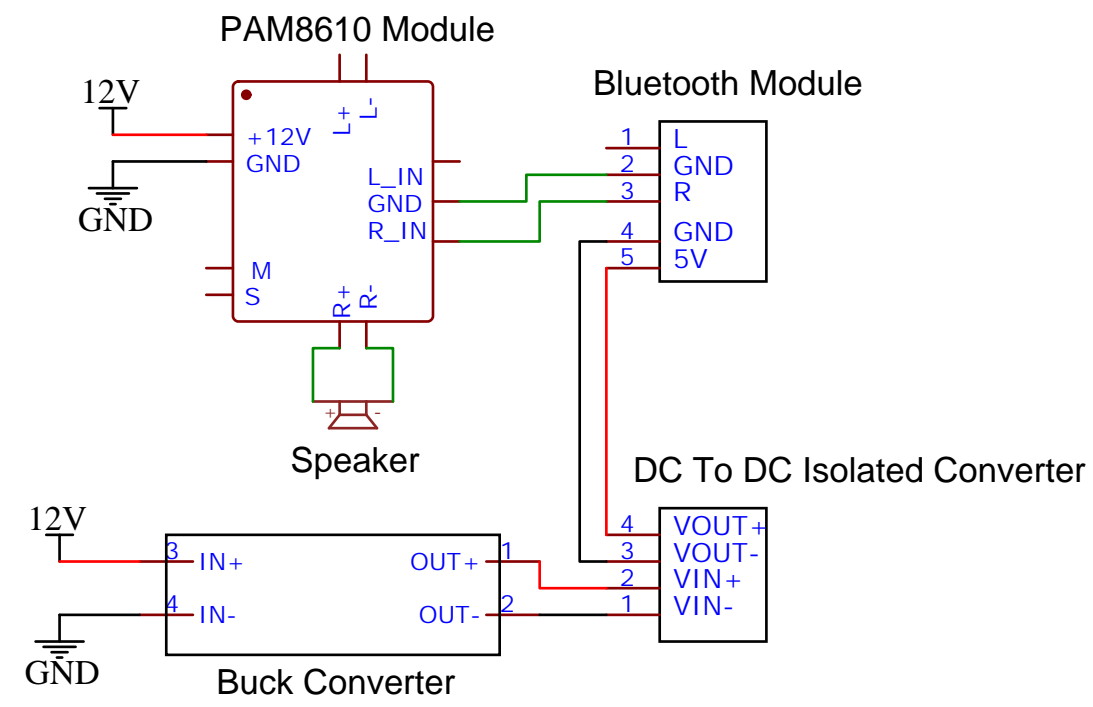 PAM8610 Module
12V
+12V
GND
GND
L+
L-
L_IN
GND
R_IN
M
S
R+
R-
+ -
Speaker
Bluetooth Module
1 L
2 GND
3 R
4 GND
5 5V
DC To DC Isolated Converter
4 VOUT+
3 VOUT-
2 VIN+
1 VIN-
12V
GND
3 IN+
4 IN-
OUT+ 1
OUT- 2
Buck Converter